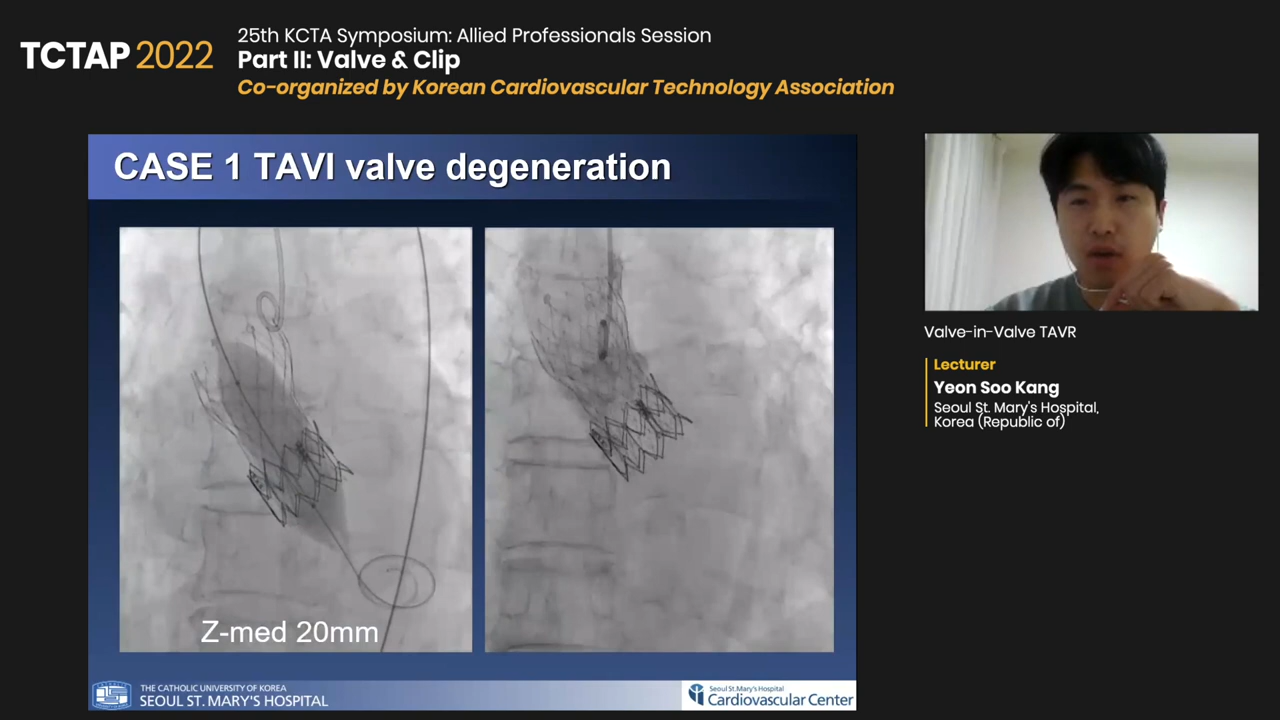 TCTAP 2022
25th KCTA Symposium: Allied Professionals Session
Part II: Valve & Clip
Co-organized by Korean Cardiovascular Technology Association
CASE 1 TAVI valve degeneration
Z-med 20mm
THE CATHOLIC UNIVERSITY OF KOREA
SEOUL ST. MARY'S HOSPITAL
Seoul St. Mary's Hospital
Cardiovascular Center
Valve-in-Valve TAVR
Lecturer
Yeon Soo Kang
Seoul St. Mary's Hospital,
Korea (Republic of)